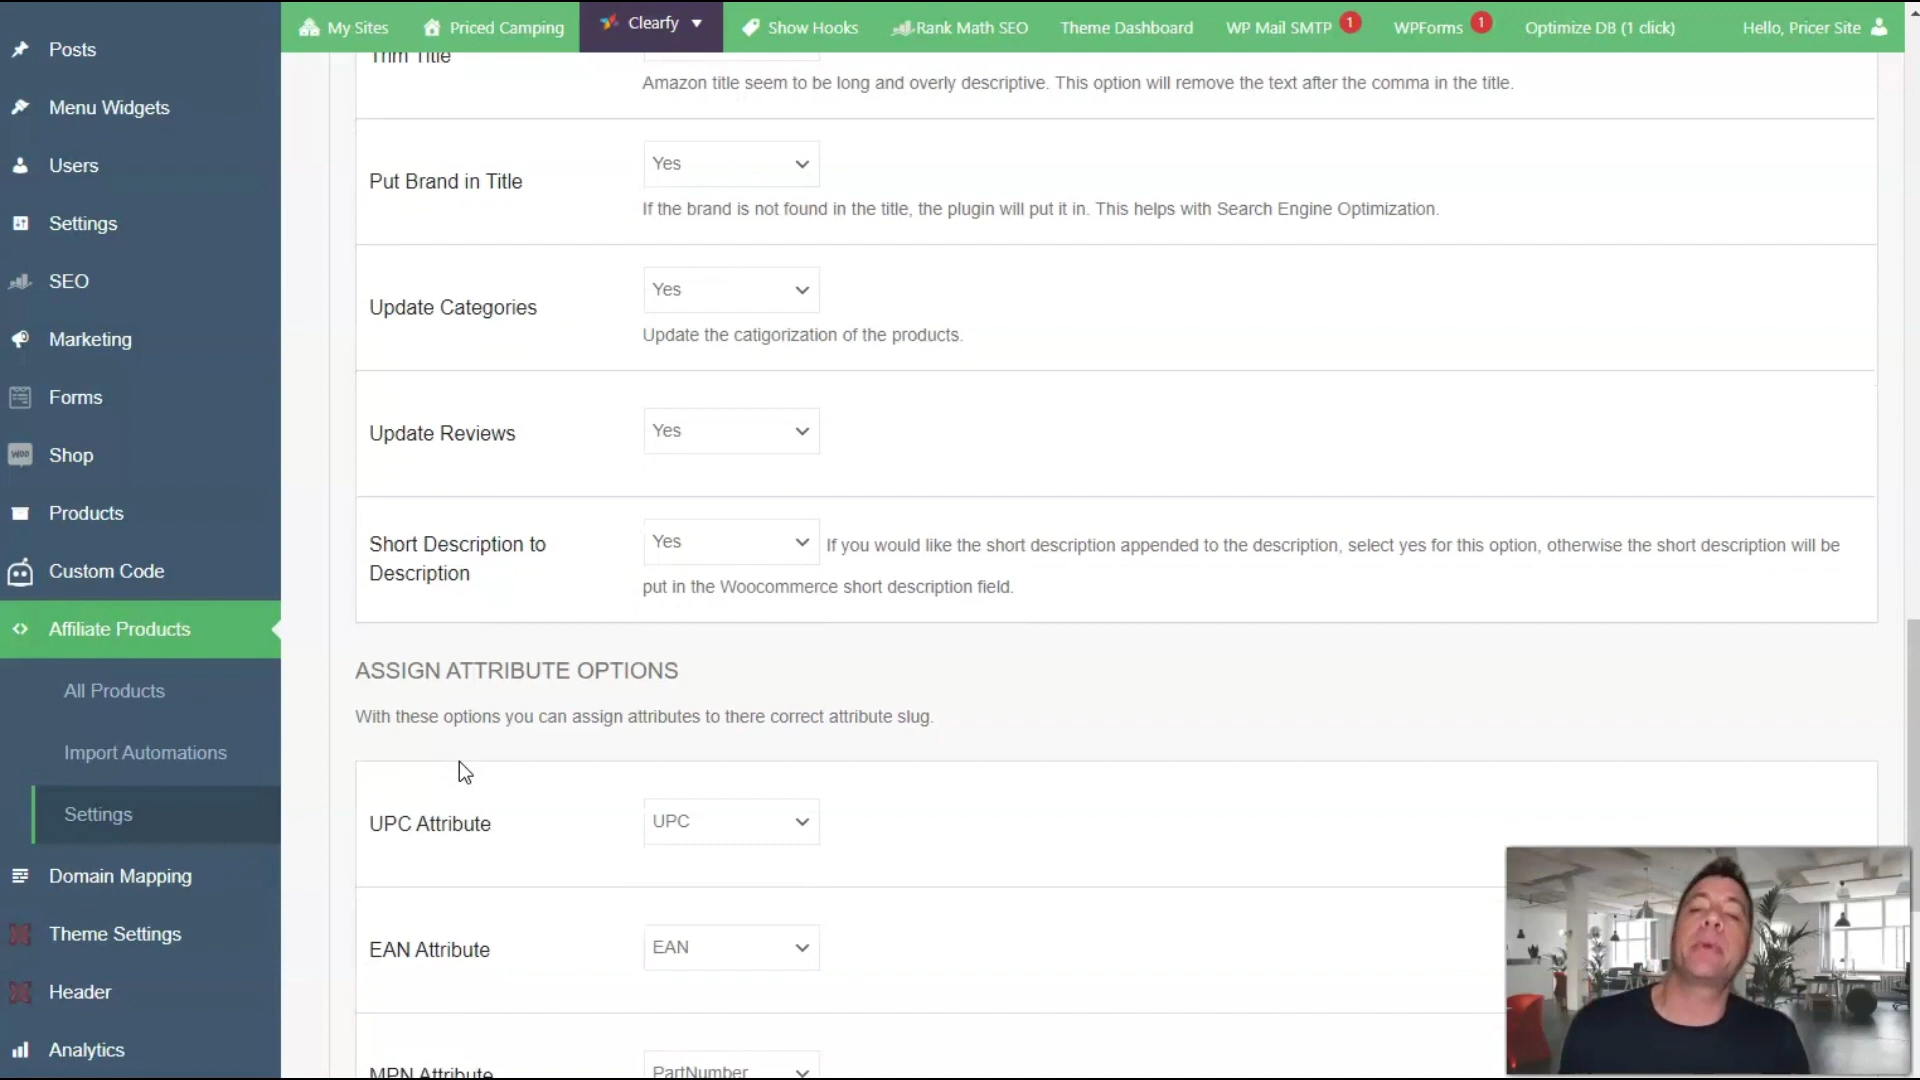 My Sites
Priced Camping
Clearfy
Show Hooks
Rank Math SEO
Theme Dashboard
WP Mail SMTP 1
WPForms 1
Optimize DB (1 click)
Hello, Pricer Site
Posts
Menu Widgets
Users
Settings
SEO
Marketing
Forms
Woo
Shop
Products
Custom Code
Affiliate Products
All Products
Import Automations
Settings
Domain Mapping
Theme Settings
Header
Analytics
Trim Title
Amazon title seem to be long and overly descriptive. This option will remove the text after the comma in the title.
Put Brand in Title
Yes
If the brand is not found in the title, the plugin will put it in. This helps with Search Engine Optimization.
Update Categories
Yes
Update the catigorization of the products.
Update Reviews
Yes
Short Description to
Description
Yes
If you would like the short description appended to the description, select yes for this option, otherwise the short description will be
put in the Woocommerce short description field.
ASSIGN ATTRIBUTE OPTIONS
With these options you can assign attributes to there correct attribute slug.
UPC Attribute
UPC
EAN Attribute
EAN
MPN Attribute
PartNumber